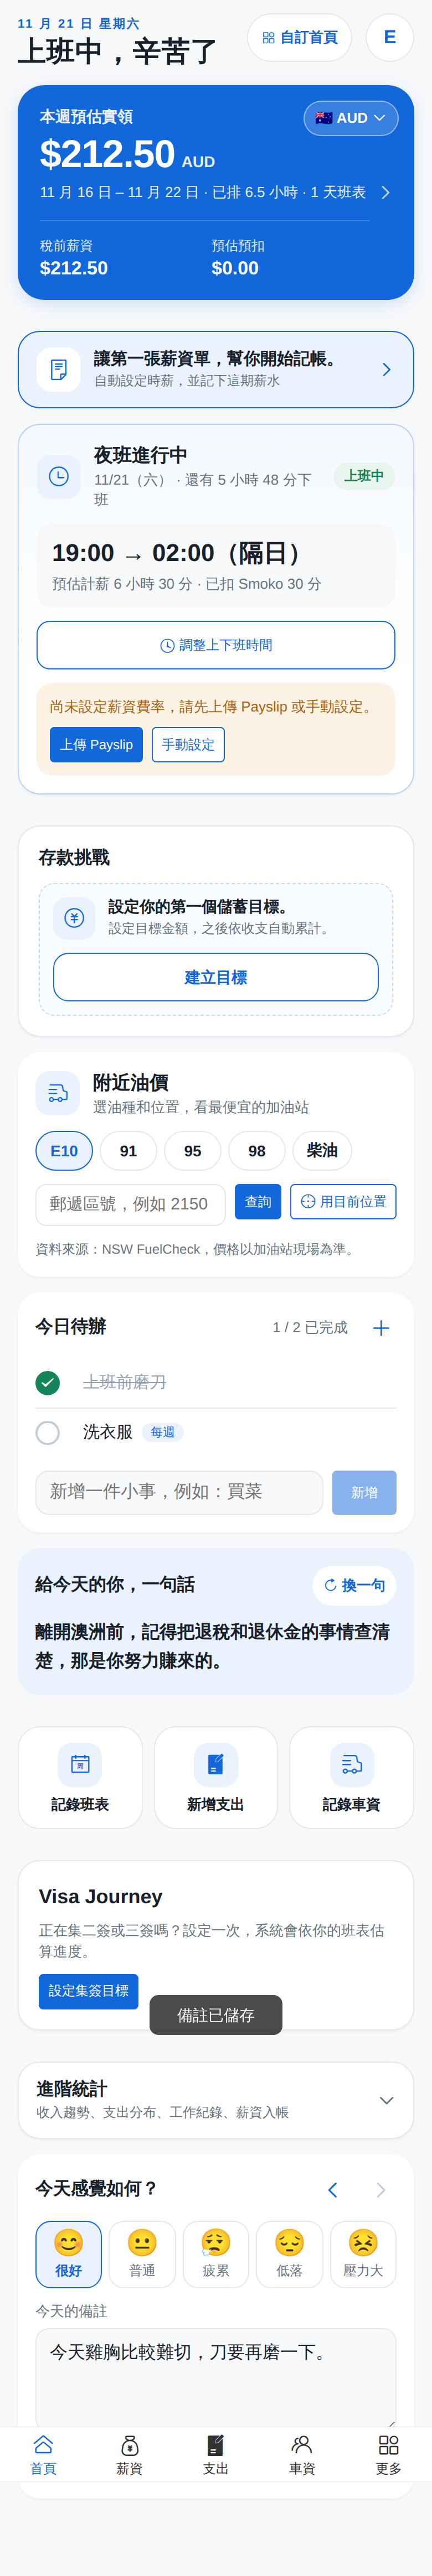 11 月 21 日 星期六
上班中，辛苦了
自訂首頁
E
本週預估實領
🇦🇺 AUD
$212.50 AUD
11 月 16 日 – 11 月 22 日 · 已排 6.5 小時 · 1 天班表
稅前薪資
預估預扣
$212.50
$0.00
讓第一張薪資單，幫你開始記帳。
自動設定時薪，並記下這期薪水
夜班進行中
11/21（六） · 還有 5 小時 48 分下
班
上班中
19:00 → 02:00（隔日）
預估計薪 6 小時 30 分 · 已扣 Smoko 30 分
調整上下班時間
尚未設定薪資費率，請先上傳 Payslip 或手動設定。
上傳 Payslip
手動設定
存款挑戰
設定你的第一個儲蓄目標。
設定目標金額，之後依收支自動累計。
建立目標
附近油價
選油種和位置，看最便宜的加油站
E10
91
95
98
柴油
郵遞區號，例如 2150
查詢
用目前位置
資料來源：NSW FuelCheck，價格以加油站現場為準。
今日待辦
1 / 2 已完成
上班前磨刀
洗衣服
每週
新增一件小事，例如：買菜
新增
給今天的你，一句話
換一句
離開澳洲前，記得把退稅和退休金的事情查清
楚，那是你努力賺來的。
記錄班表
新增支出
記錄車資
Visa Journey
正在集二簽或三簽嗎？設定一次，系統會依你的班表估
算進度。
設定集簽目標
備註已儲存
進階統計
收入趨勢、支出分布、工作紀錄、薪資入帳
今天感覺如何？
很好
普通
疲累
低落
壓力大
今天的備註
今天雞胸比較難切，刀要再磨一下。
首頁
薪資
支出
車資
更多